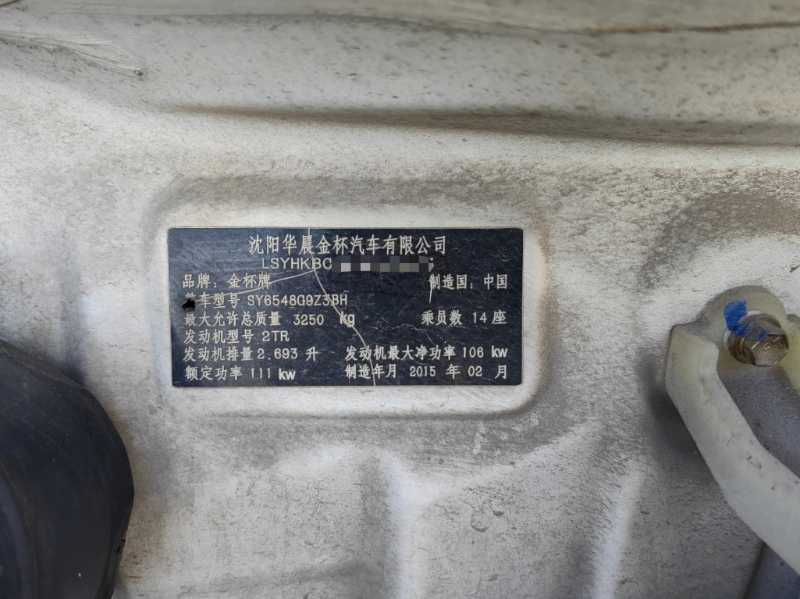 沈阳华晨金杯汽车有限公司
LSYHKBC
品牌: 金杯牌 制造国: 中国
车型号 SY6548G9Z3BH
最大允许总质量 3250 kg 乘员数 14 座
发动机型号 2TR
发动机排量 2.693 升 发动机最大净功率 106 kw
额定功率 111 kw 制造年月 2015 年 02 月